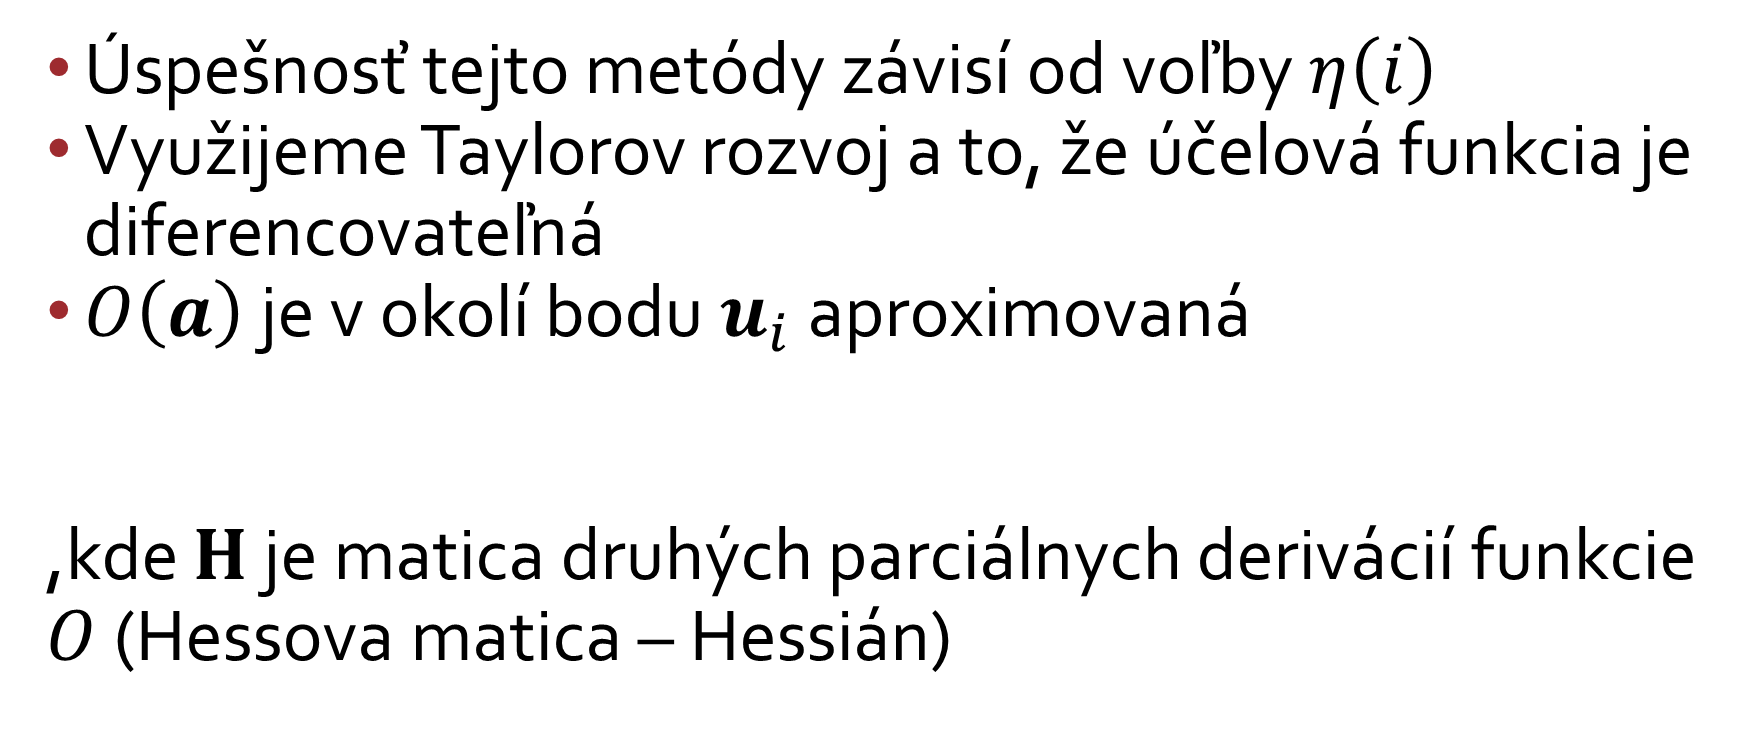 • Úspešnosť tejto metódy závisí od voľby η(i)
• Využijeme Taylorov rozvoj a to, že účelová funkcia je
diferencovateľná
• O(a) je v okolí bodu uᵢ aproximovaná
,kde H je matica druhých parciálnych derivácií funkcie
O (Hessova matica – Hessián)